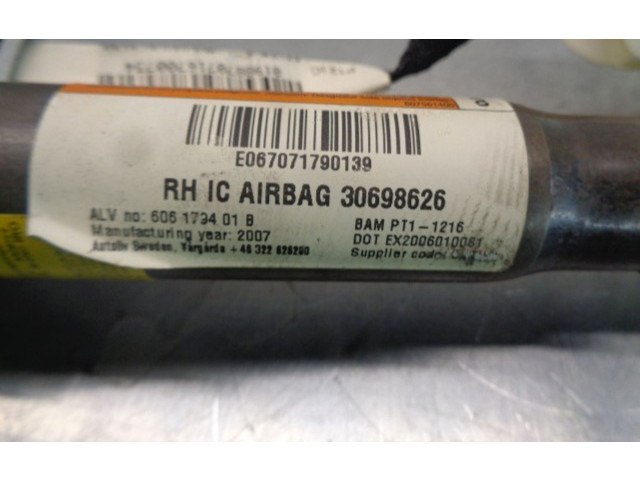 E067071790139
RH IC AIRBAG 30698626
ALV no: 606 1794 01 B
BAM PT1-1216
Manufacturing year: 2007
DOT EX2006010061
Autoliv Sweden, Vårgårda + 46 322 626200
Supplier code: